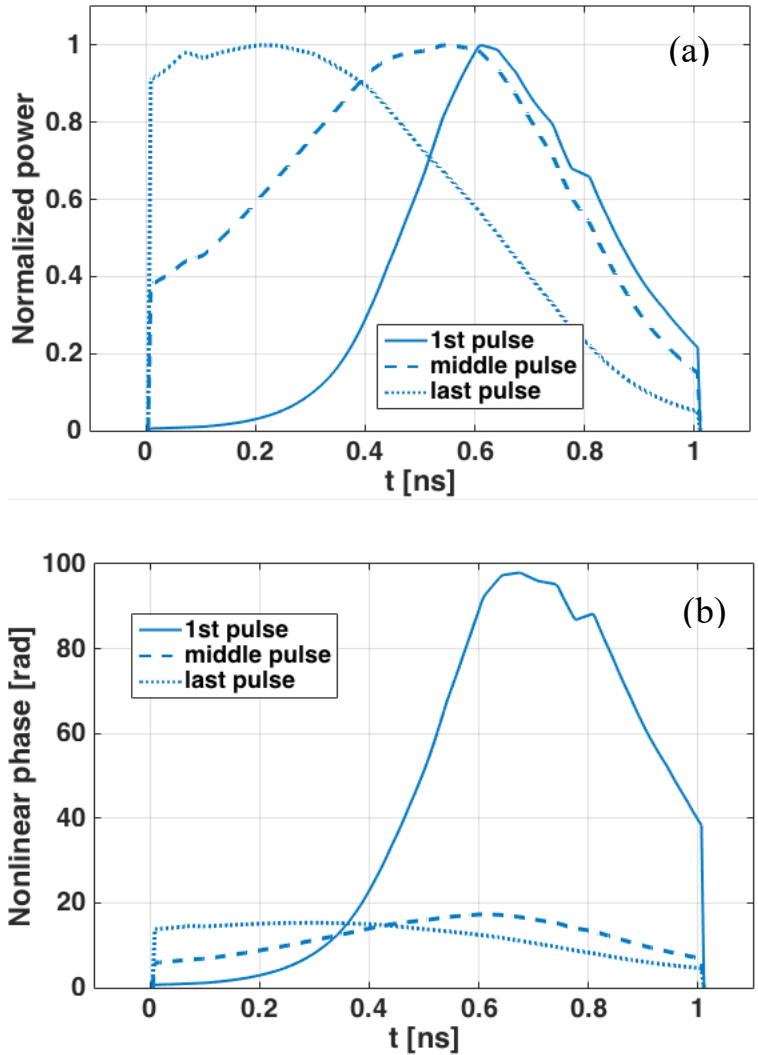 (a)
1
0.8
0.6
0.4
0.2
0
Normalized power
1st pulse
middle pulse
last pulse
0 0.2 0.4 0.6 0.8 1
t [ns]
100
80
60
40
20
0
Nonlinear phase [rad]
(b)
1st pulse
middle pulse
last pulse
0 0.2 0.4 0.6 0.8 1
t [ns]